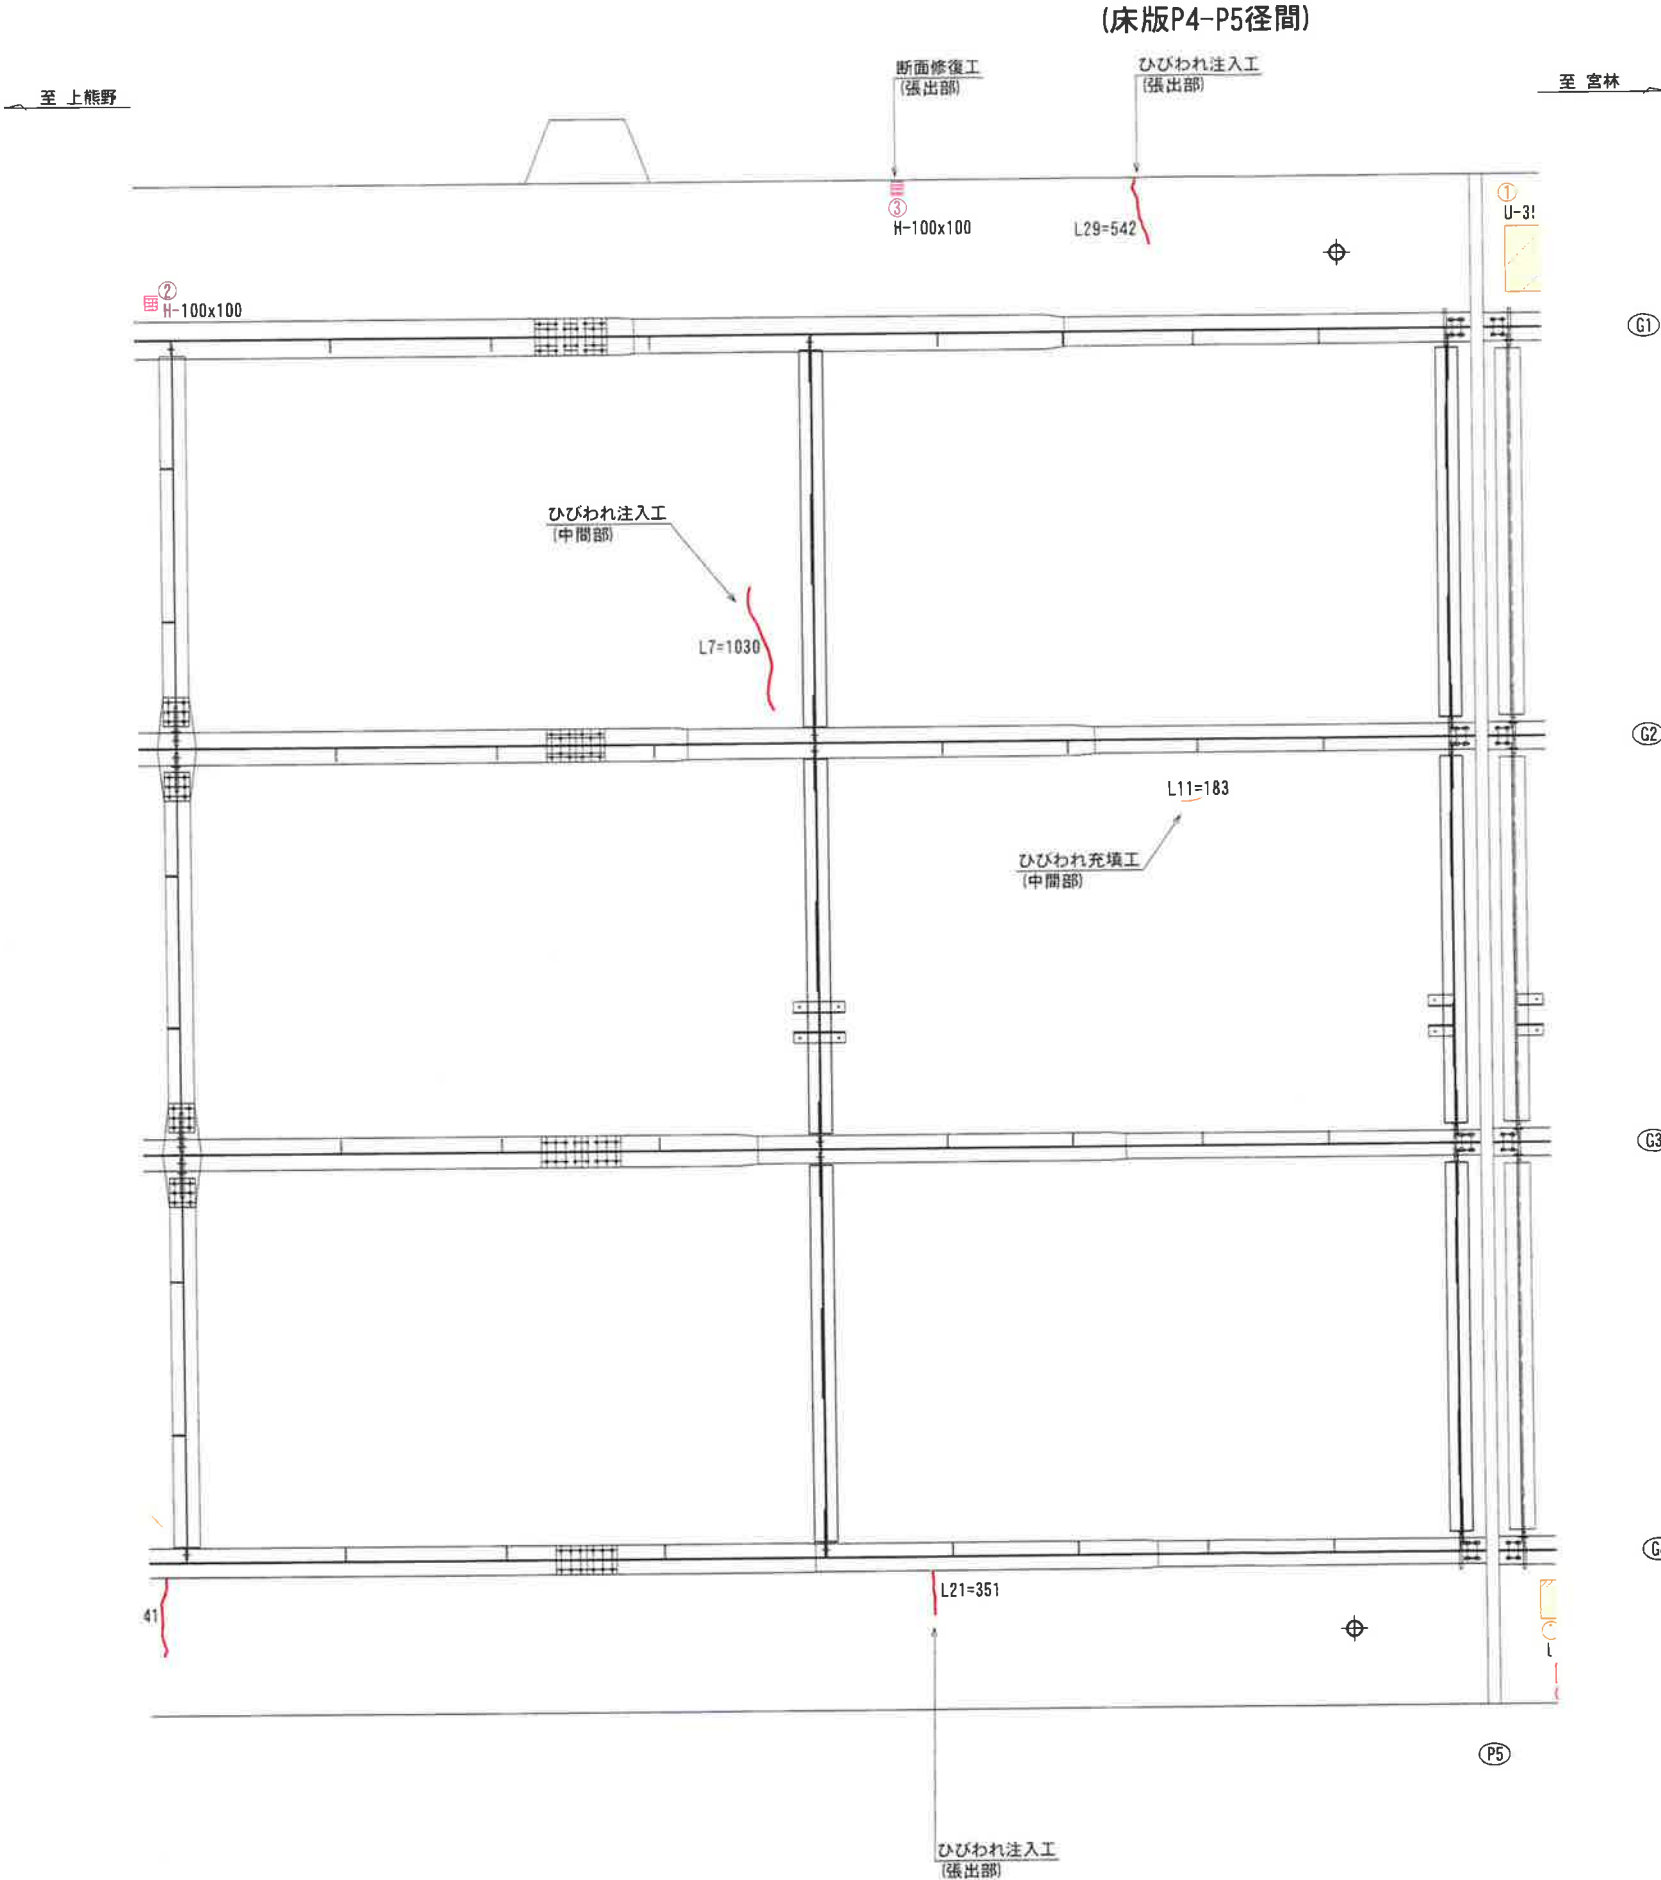 (床版P4-P5径間)
断面修復工
(張出部)
ひびわれ注入工
(張出部)
至 上熊野
至 宮林
③
H-100x100
L29=542
①
U-3
②
H-100x100
G1
ひびわれ注入工
(中間部)
L7=1030
G2
L11=183
ひびわれ充填工
(中間部)
G3
G
41
L21=351
P5
ひびわれ注入工
(張出部)